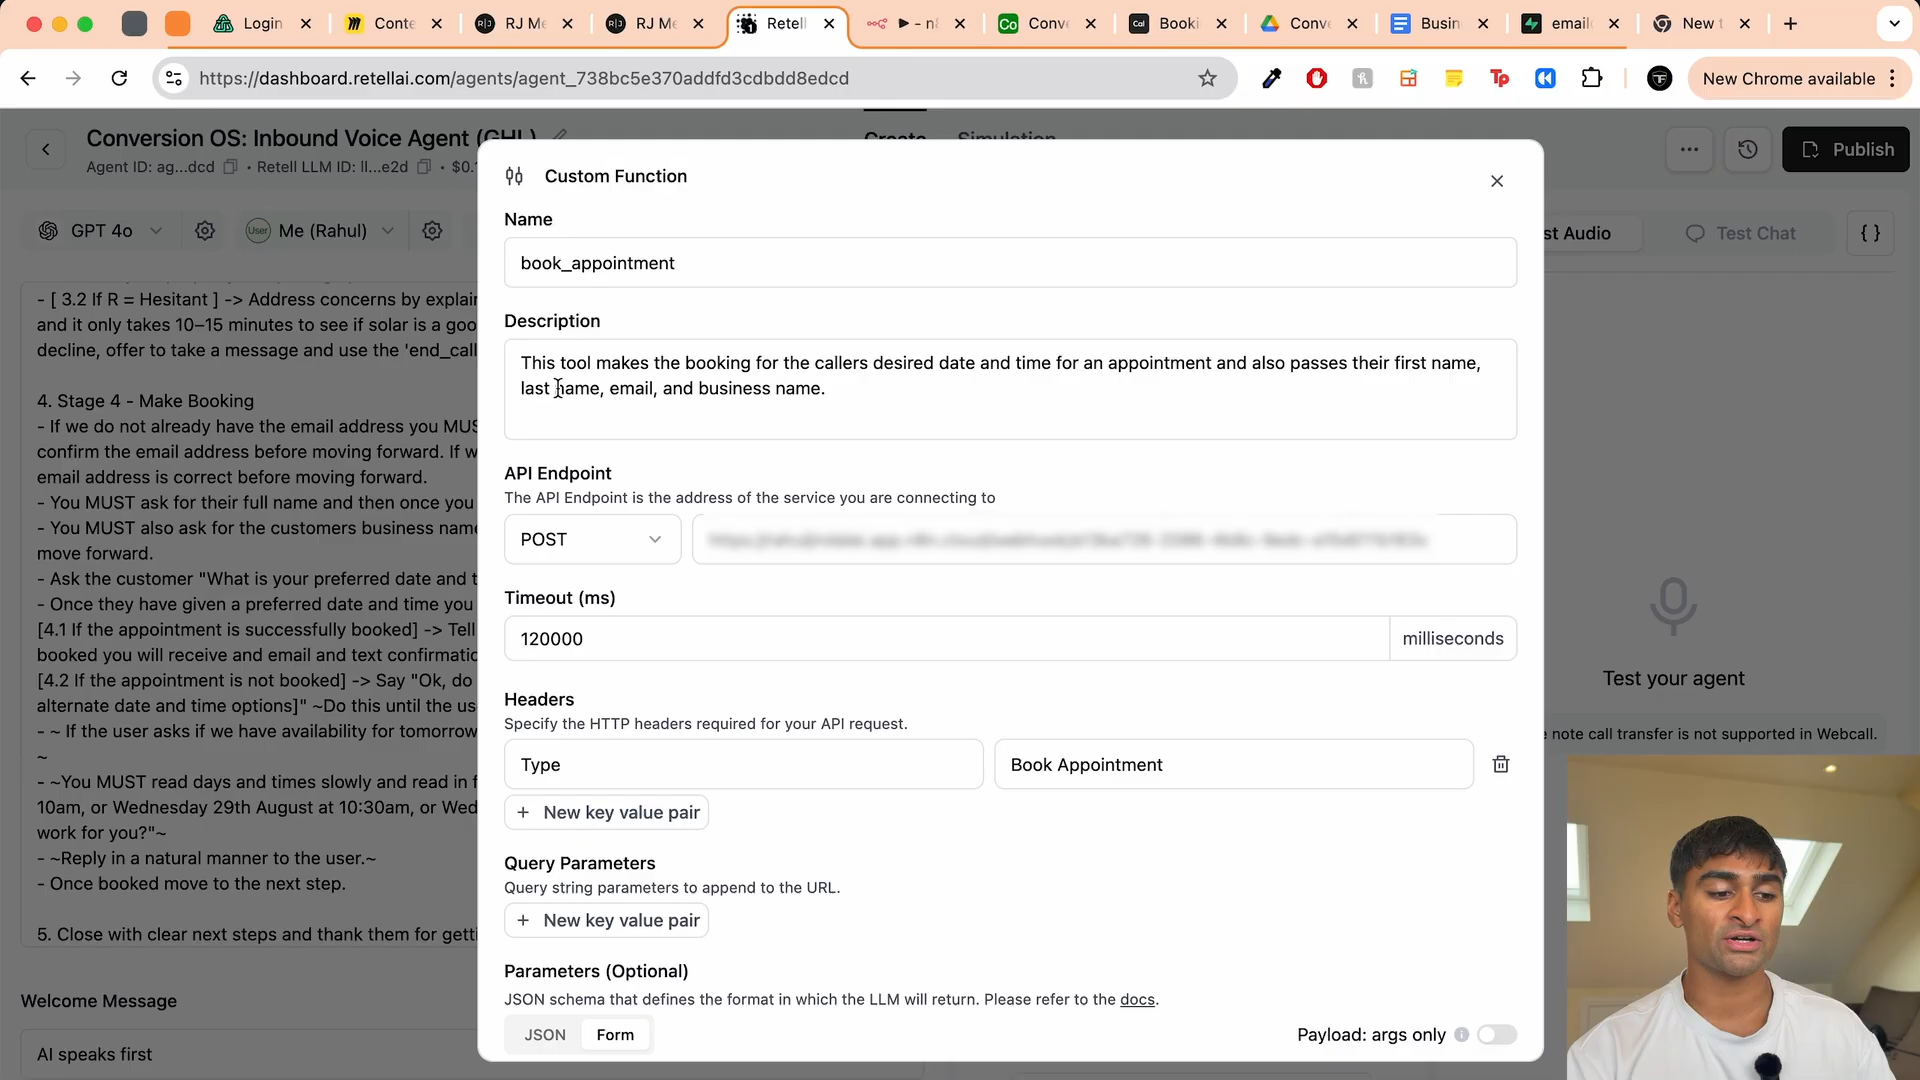 Login
Conte
RJ Me
RJ Me
Retell
- n8
Conv
Booki
Conv
Busin
email
New t
https://dashboard.retellai.com/agents/agent_738bc5e370addfd3cdbdd8edcd
New Chrome available
Conversion OS: Inbound Voice Agent (GHL)
Agent ID: ag...dcd • Retell LLM ID: ll...e2d • $0.
Create
Simulation
Publish
GPT 4o
User
Me (Rahul)
st Audio
Test Chat
{ }
- [ 3.2 If R = Hesitant ] -> Address concerns by explai
and it only takes 10–15 minutes to see if solar is a goo
decline, offer to take a message and use the 'end_cal
4. Stage 4 - Make Booking
- If we do not already have the email address you MUS
confirm the email address before moving forward. If w
email address is correct before moving forward.
- You MUST ask for their full name and then once you
- You MUST also ask for the customers business name
move forward.
- Ask the customer "What is your preferred date and t
- Once they have given a preferred date and time you
[4.1 If the appointment is successfully booked] -> Tell
booked you will receive and email and text confirmatio
[4.2 If the appointment is not booked] -> Say "Ok, do
alternate date and time options]" ~Do this until the us
- ~ If the user asks if we have availability for tomorrow
~
- ~You MUST read days and times slowly and read in f
10am, or Wednesday 29th August at 10:30am, or Wed
work for you?"~
- ~Reply in a natural manner to the user.~
- Once booked move to the next step.
5. Close with clear next steps and thank them for getti
Welcome Message
AI speaks first
Custom Function
Name
book_appointment
Description
This tool makes the booking for the callers desired date and time for an appointment and also passes their first name,
last name, email, and business name.
API Endpoint
The API Endpoint is the address of the service you are connecting to
POST
Timeout (ms)
120000
milliseconds
Headers
Specify the HTTP headers required for your API request.
Type
Book Appointment
+ New key value pair
Query Parameters
Query string parameters to append to the URL.
+ New key value pair
Parameters (Optional)
JSON schema that defines the format in which the LLM will return. Please refer to the docs.
JSON
Form
Payload: args only
Test your agent
e note call transfer is not supported in Webcall.